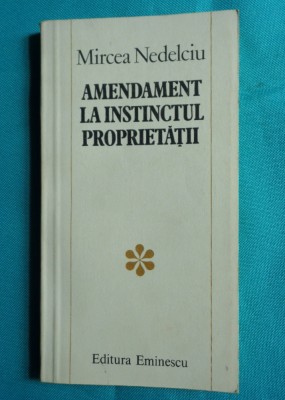 Mircea Nedelciu
AMENDAMENT
LA INSTINCTUL
PROPRIETĂȚII
Editura Eminescu